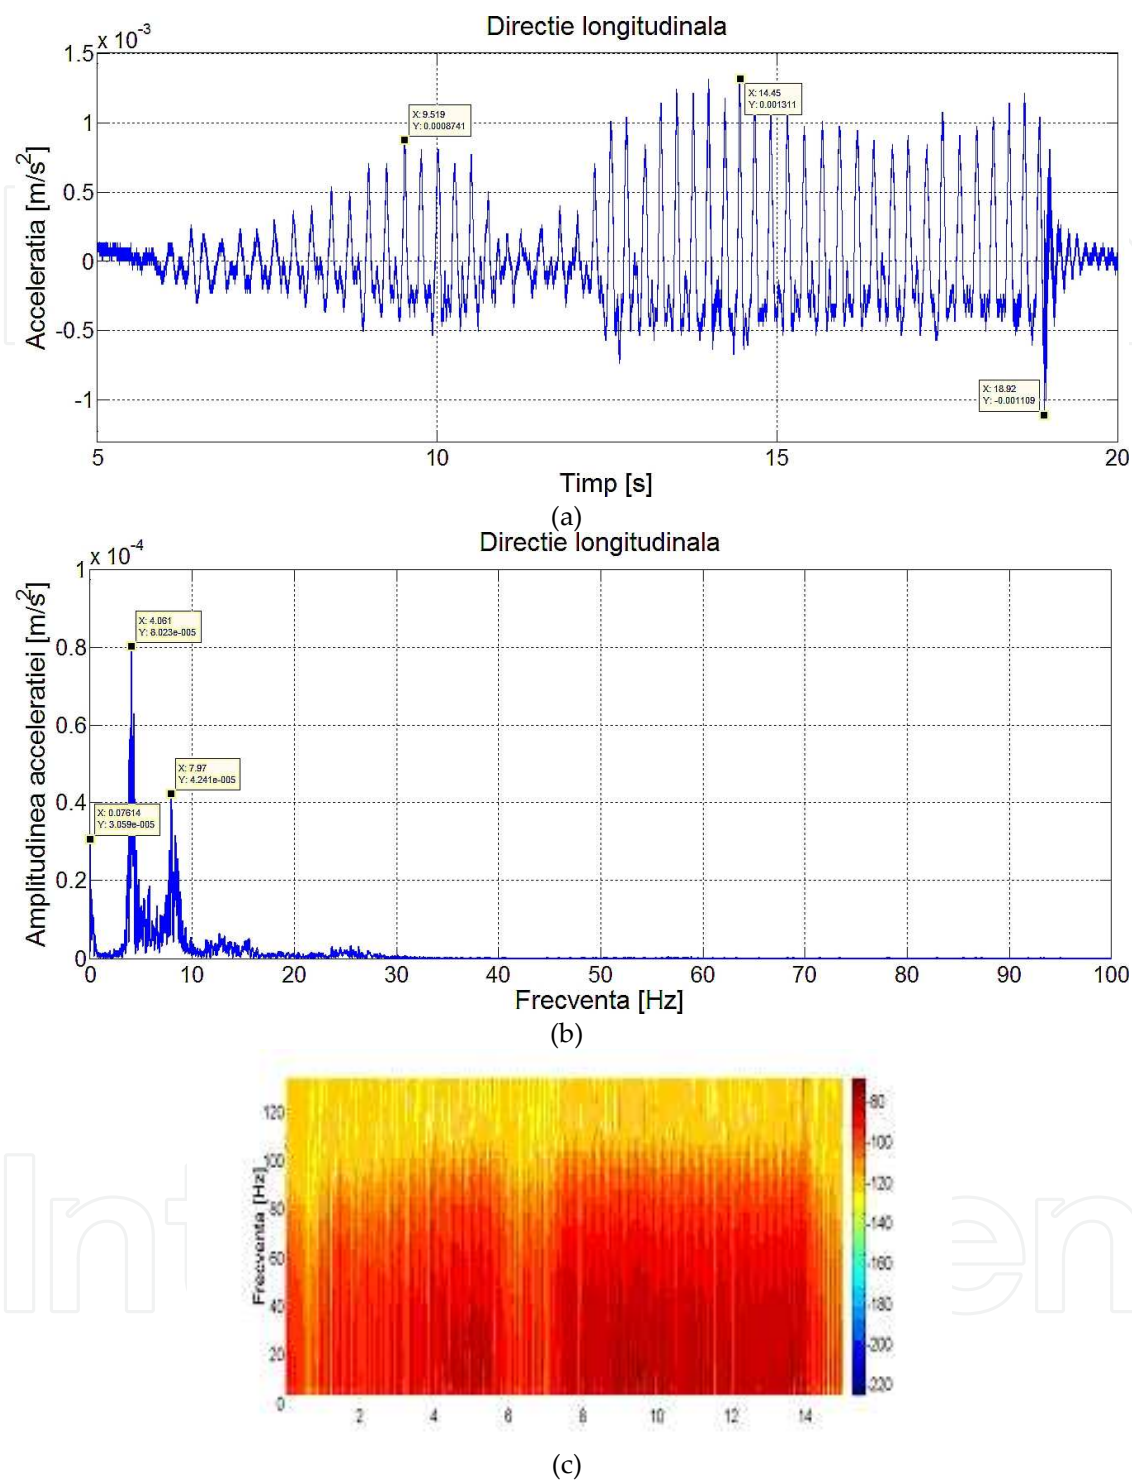 Directie longitudinala
x 10-3
1.5
1
0.5
0
-0.5
-1
Acceleratia [m/s2]
X: 9.519
Y: 0.0008741
X: 14.45
Y: 0.001311
X: 18.92
Y: -0.001109
5 10 15 20
Timp [s]
(a)
Directie longitudinala
x 10-4
1
0.8
0.6
0.4
0.2
0
Amplitudinea acceleratiei [m/s2]
X: 4.061
Y: 8.023e-005
X: 7.97
Y: 4.241e-005
X: 0.07614
Y: 3.059e-005
0 10 20 30 40 50 60 70 80 90 100
Frecventa [Hz]
(b)
120
100
80
60
40
20
0
Frecventa [Hz]
2 4 6 8 10 12 14
-80
-100
-120
-140
-160
-180
-200
-220
(c)
Int en